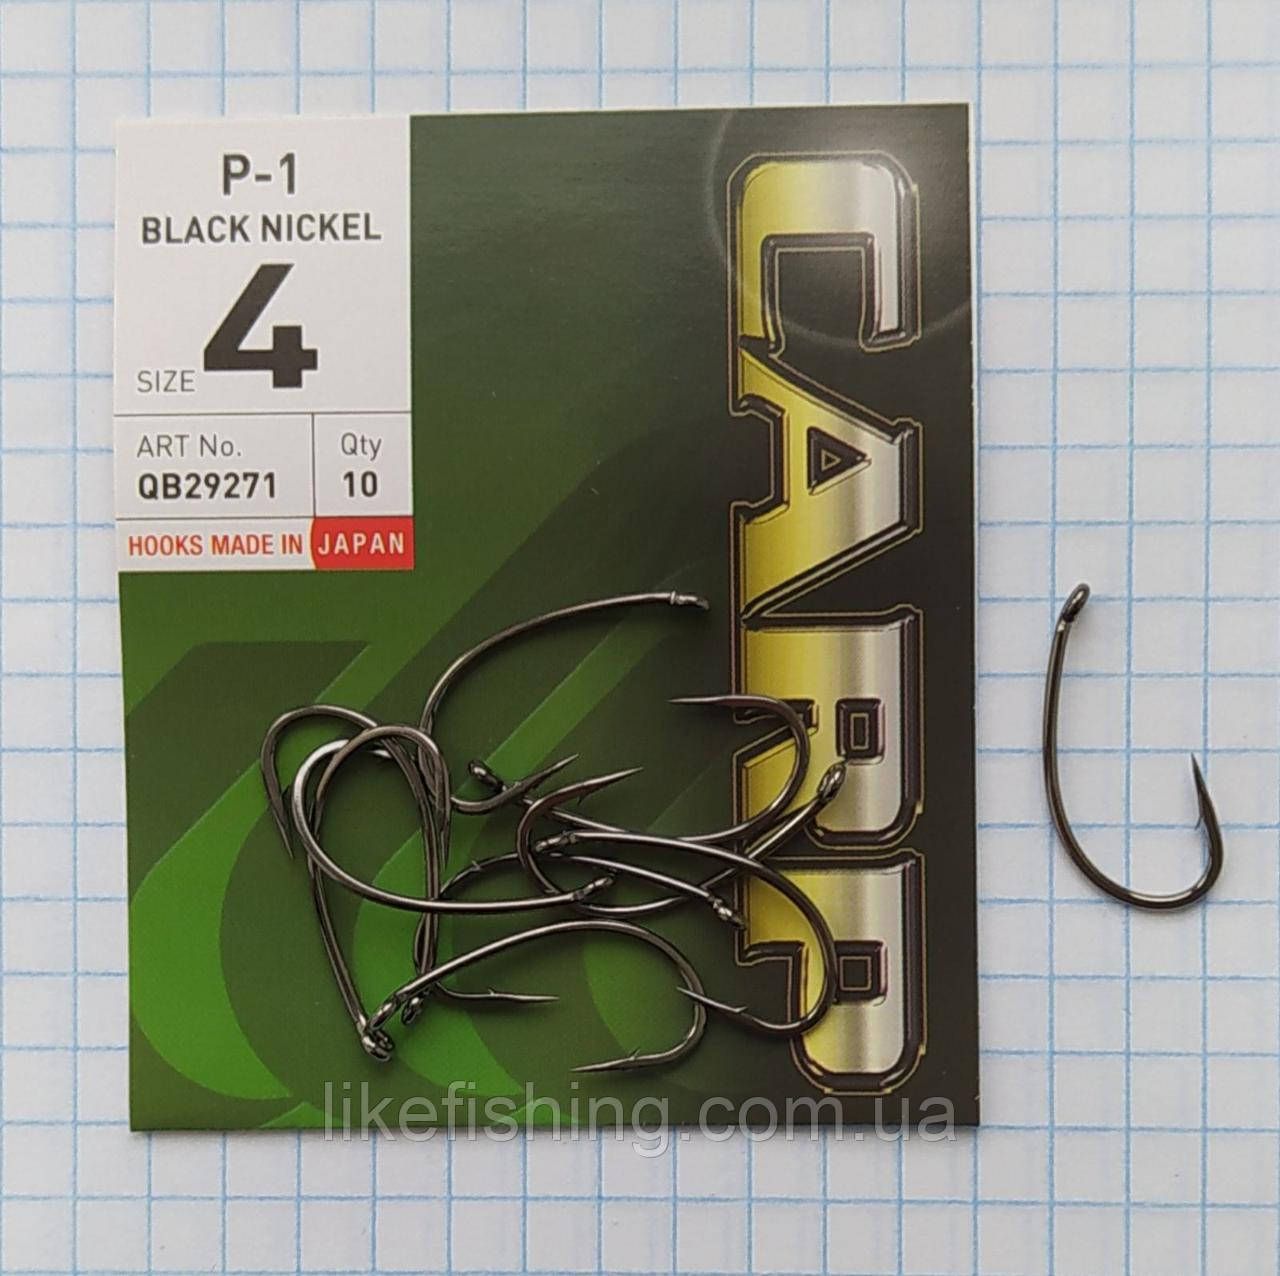 P-1
BLACK NICKEL
SIZE 4
ART No. Qty
QB29271 10
HOOKS MADE IN JAPAN
CARP
likefishing.com.ua